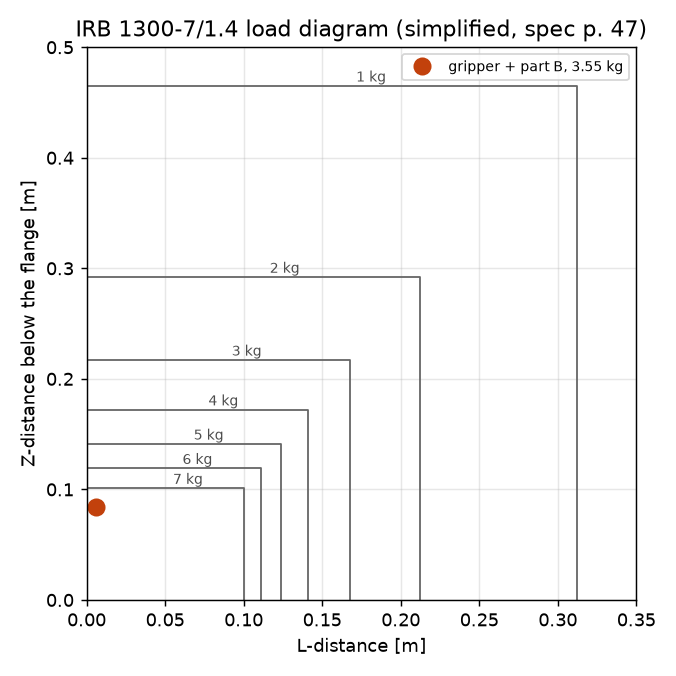 IRB 1300-7/1.4 load diagram (simplified, spec p. 47)
gripper + part B, 3.55 kg
1 kg
2 kg
3 kg
4 kg
5 kg
6 kg
7 kg
Z-distance below the flange [m]
0.5
0.4
0.3
0.2
0.1
0.0
0.00 0.05 0.10 0.15 0.20 0.25 0.30 0.35
L-distance [m]